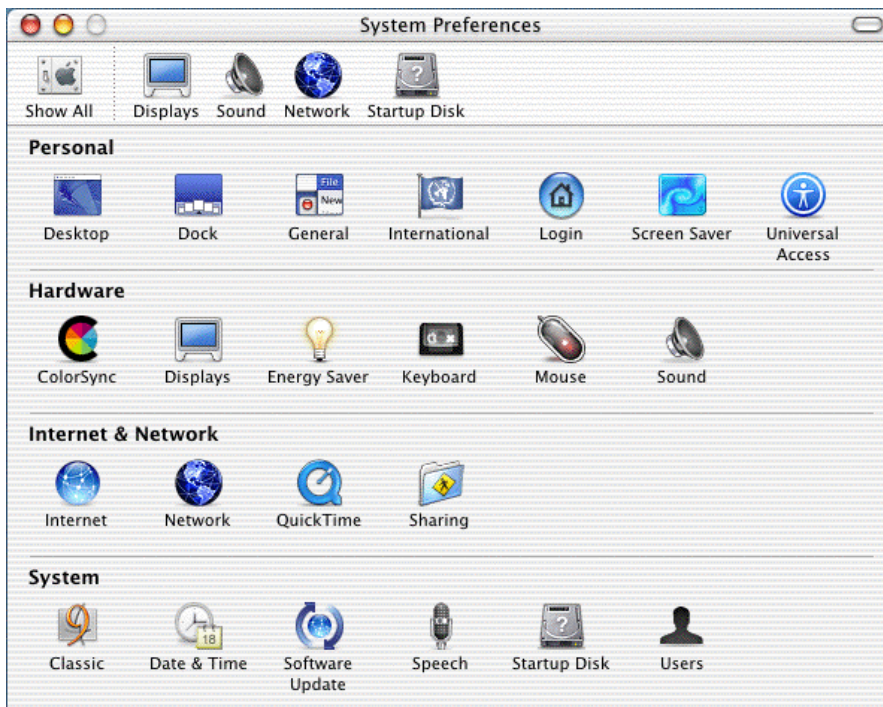 System Preferences
Show All Displays Sound Network Startup Disk
Personal
File
New
Desktop Dock General International Login Screen Saver Universal
Access
Hardware
ColorSync Displays Energy Saver Keyboard Mouse Sound
Internet & Network
Internet Network QuickTime Sharing
System
18
Classic Date & Time Software Speech Startup Disk Users
Update